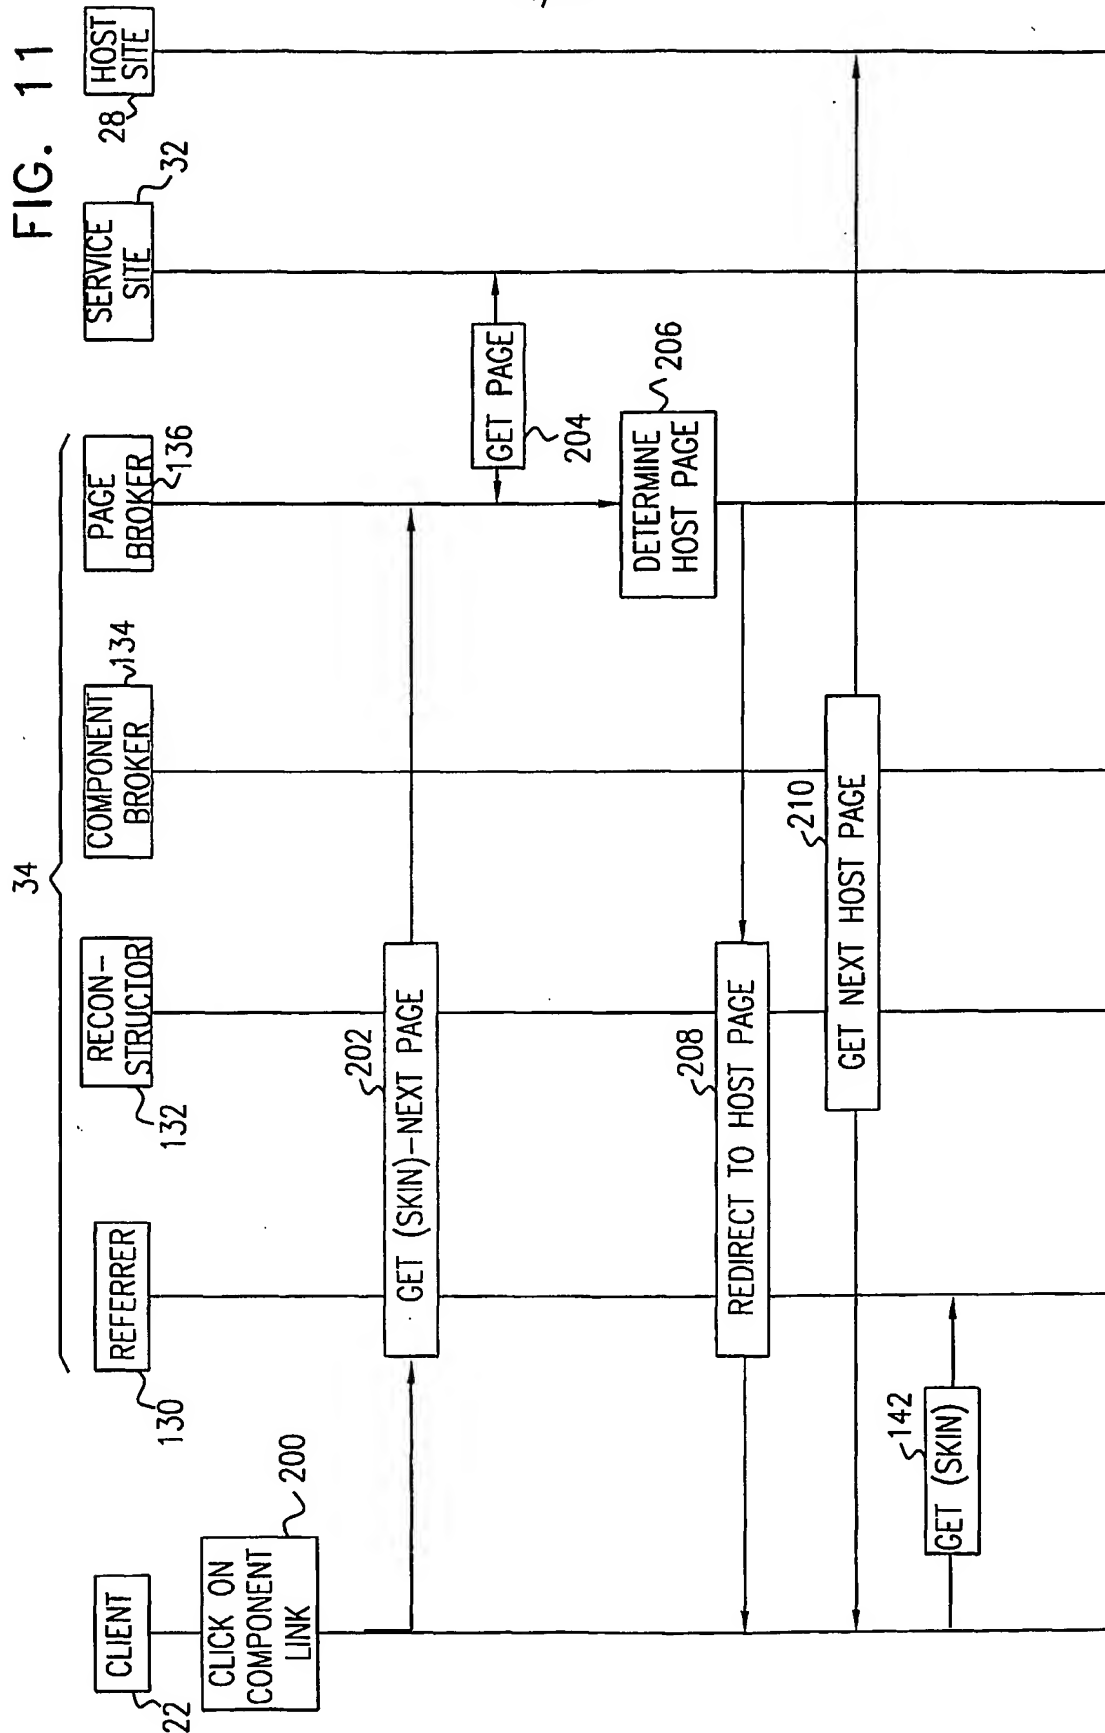 FIG. 11
34
CLIENT
22
REFERRER
130
RECON-
STRUCTOR
132
COMPONENT
BROKER
134
PAGE
BROKER
136
SERVICE
SITE
32
HOST
SITE
28
CLICK ON
COMPONENT
LINK
200
GET (SKIN)-NEXT PAGE
202
GET PAGE
204
DETERMINE
HOST PAGE
206
REDIRECT TO HOST PAGE
208
GET NEXT HOST PAGE
210
GET (SKIN)
142